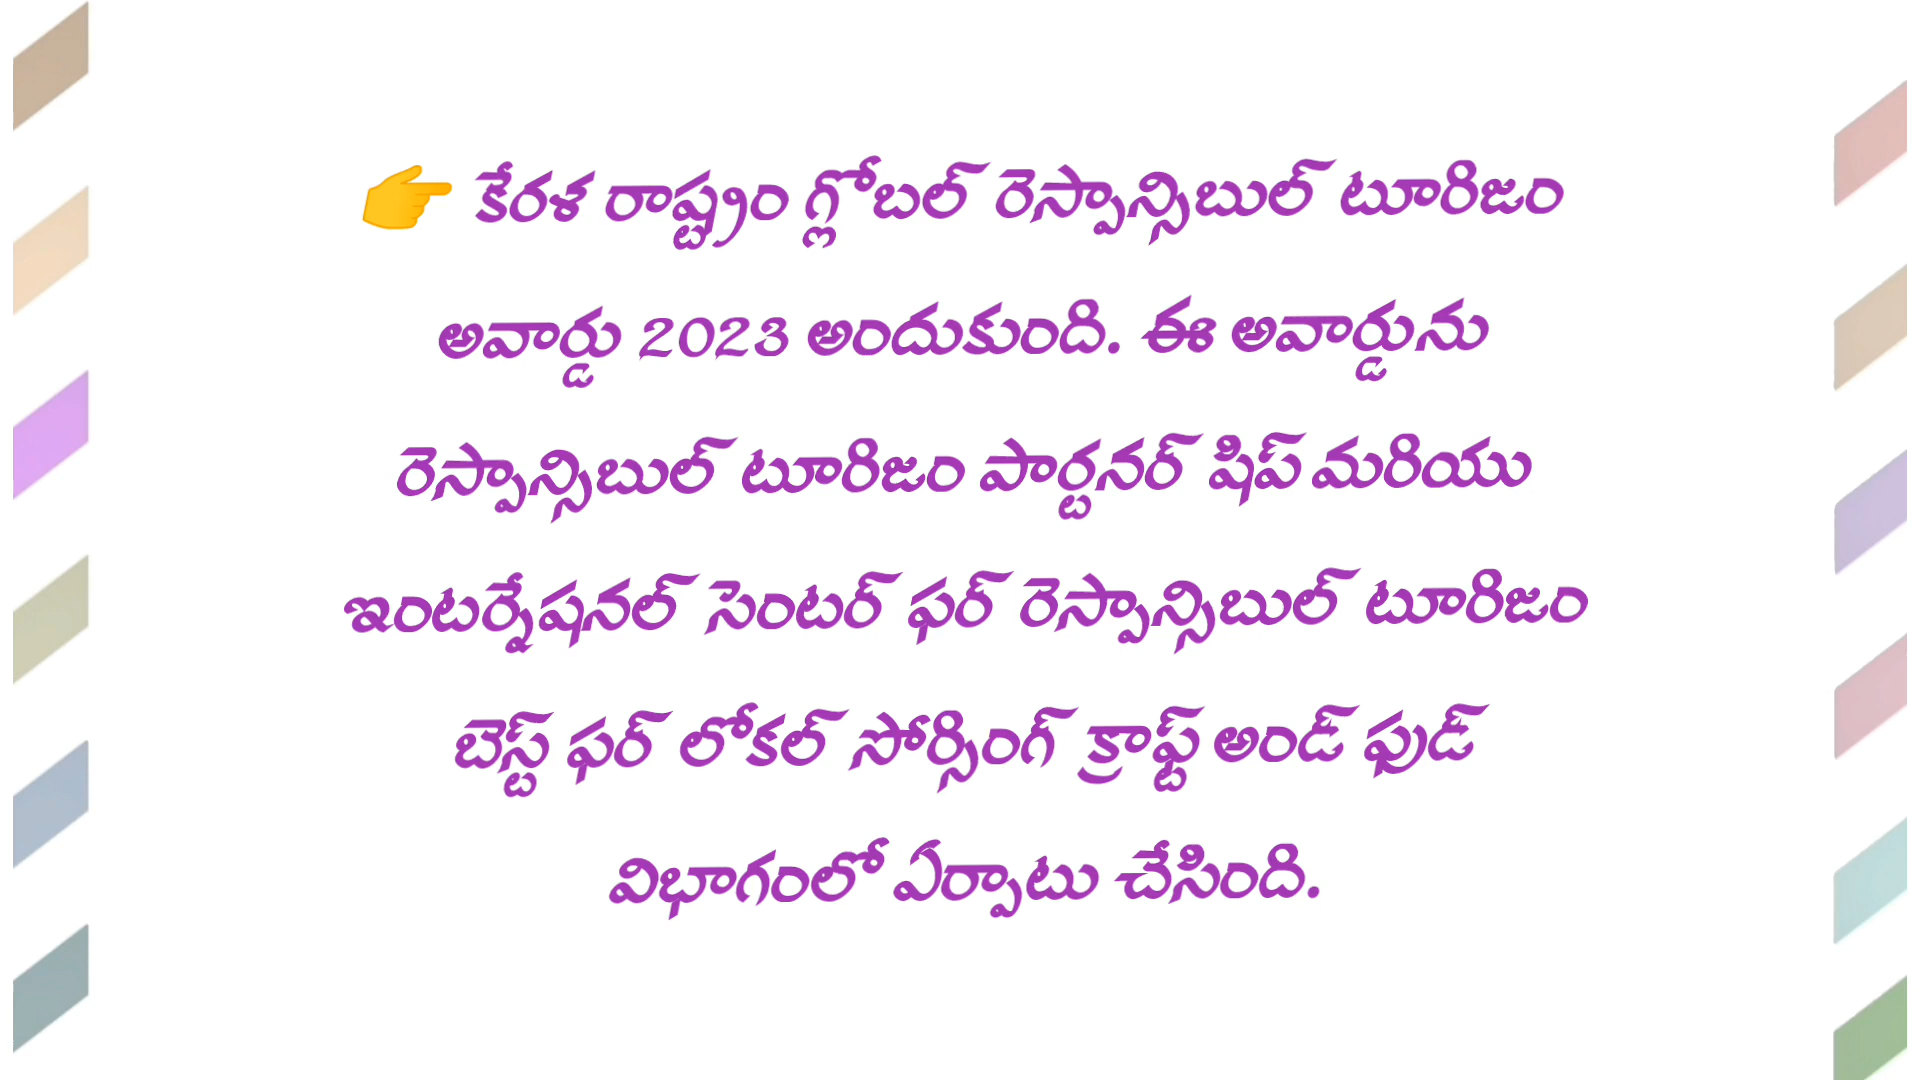 👉 కేరళ రాష్ట్రం గ్లోబల్ రెస్పాన్సిబుల్ టూరిజం
అవార్డు 2023 అందుకుంది. ఈ అవార్డును
రెస్పాన్సిబుల్ టూరిజం పార్టనర్ షిప్ మరియు
ఇంటర్నేషనల్ సెంటర్ ఫర్ రెస్పాన్సిబుల్ టూరిజం
బెస్ట్ ఫర్ లోకల్ సోర్సింగ్ క్రాఫ్ట్ అండ్ ఫుడ్
విభాగంలో ఏర్పాటు చేసింది.